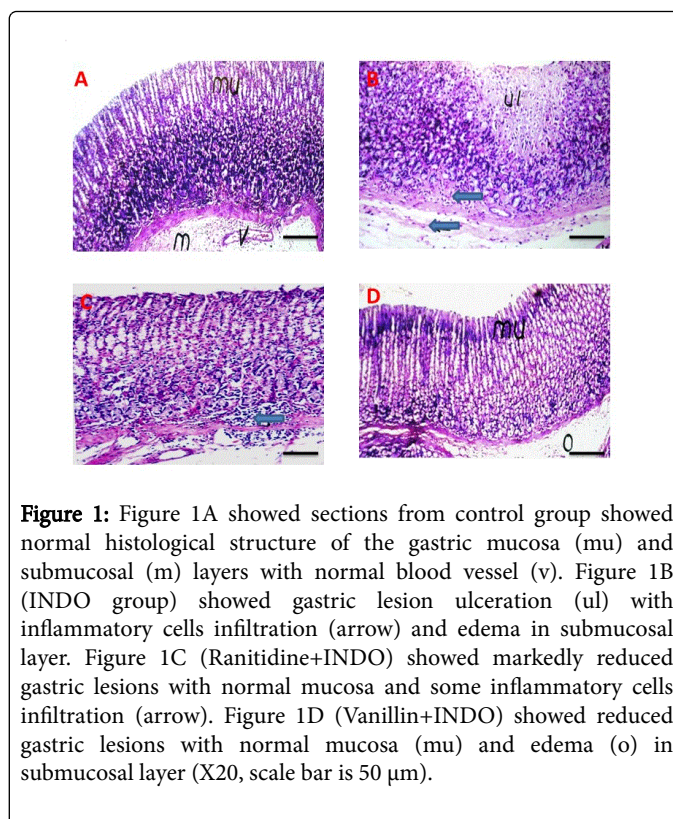 A
mu
m
v
B
ul
C
D
mu
o
Figure 1: Figure 1A showed sections from control group showed
normal histological structure of the gastric mucosa (mu) and
submucosal (m) layers with normal blood vessel (v). Figure 1B
(INDO group) showed gastric lesion ulceration (ul) with
inflammatory cells infiltration (arrow) and edema in submucosal
layer. Figure 1C (Ranitidine+INDO) showed markedly reduced
gastric lesions with normal mucosa and some inflammatory cells
infiltration (arrow). Figure 1D (Vanillin+INDO) showed reduced
gastric lesions with normal mucosa (mu) and edema (o) in
submucosal layer (X20, scale bar is 50 μm).